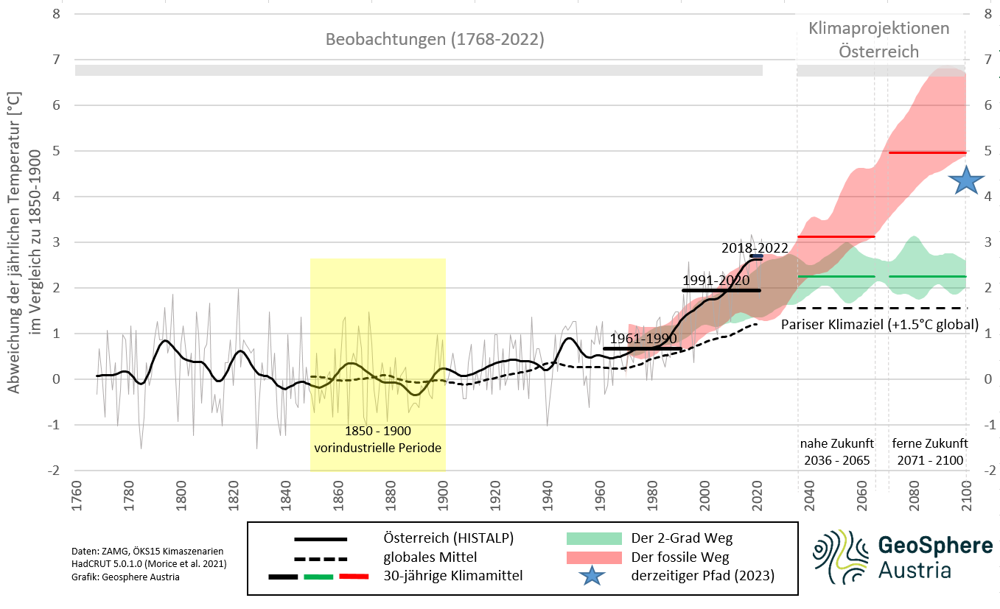 Beobachtungen (1768-2022)
Klimaprojektionen
Österreich
Abweichung der jährlichen Temperatur [°C]
im Vergleich zu 1850-1900
8
7
6
5
4
3
2
1
0
-1
-2
8
7
6
5
4
3
2
1
0
-1
-2
2018-2022
1991-2020
1961-1990
Pariser Klimaziel (+1.5°C global)
1850 - 1900
vorindustrielle Periode
nahe Zukunft
2036 - 2065
ferne Zukunft
2071 - 2100
1760
1780
1800
1820
1840
1860
1880
1900
1920
1940
1960
1980
2000
2020
2040
2060
2080
2100
Daten: ZAMG, ÖKS15 Kimaszenarien
HadCRUT 5.0.1.0 (Morice et al. 2021)
Grafik: Geosphere Austria
Österreich (HISTALP)
globales Mittel
30-jährige Klimamittel
Der 2-Grad Weg
Der fossile Weg
derzeitiger Pfad (2023)
GeoSphere
Austria